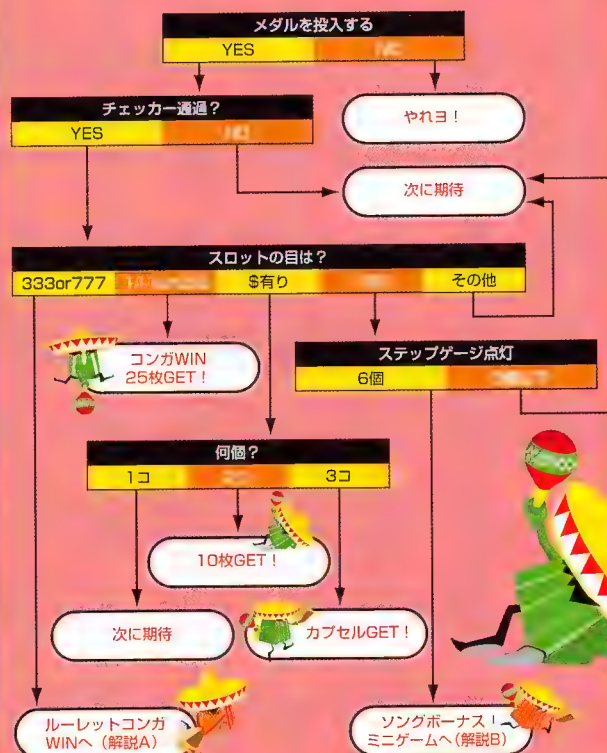 メダルを投入する
YES
チェッカー通過?
YES
やれヨ!
次に期待
スロットの目は?
333or777
$有り
その他
コンガWIN
25枚GET!
ステップゲージ点灯
6個
何個?
1コ
3コ
10枚GET!
次に期待
カプセルGET!
ルーレットコンガ
WINへ(解説A)
ソングボーナス!
ミニゲームへ(解説B)